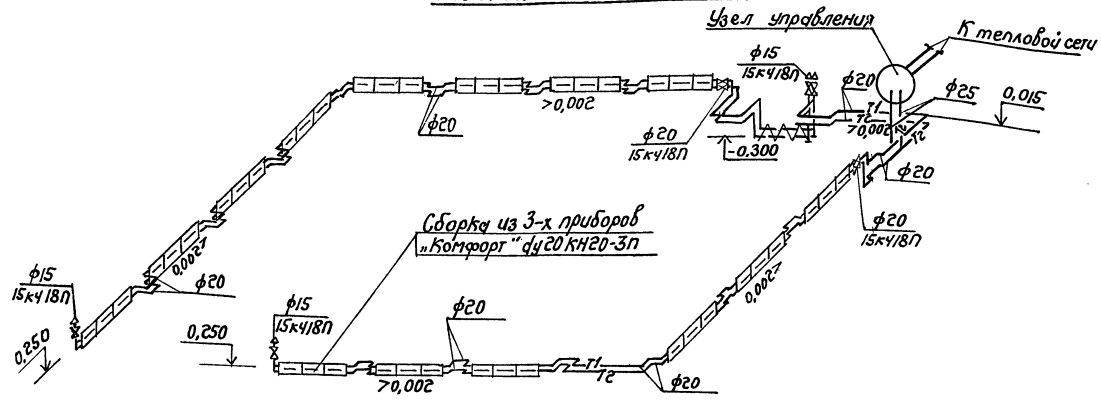 Узел управления
К тепловой сети
ф15
15кч18п
ф20
ф25
0,015
>0,002
ф20
ф20
15кч18п
-0,300
Т1
Т2
>0,002
Т2
ф20
ф20
15кч18п
Сборка из 3-х приборов
„Комфорт" dу20 КН20-3п
0,002>
ф20
ф15
15кч18п
0,250
0,250
ф15
15кч18п
ф20
>0,002
Т1
Т2
ф20
0,002>